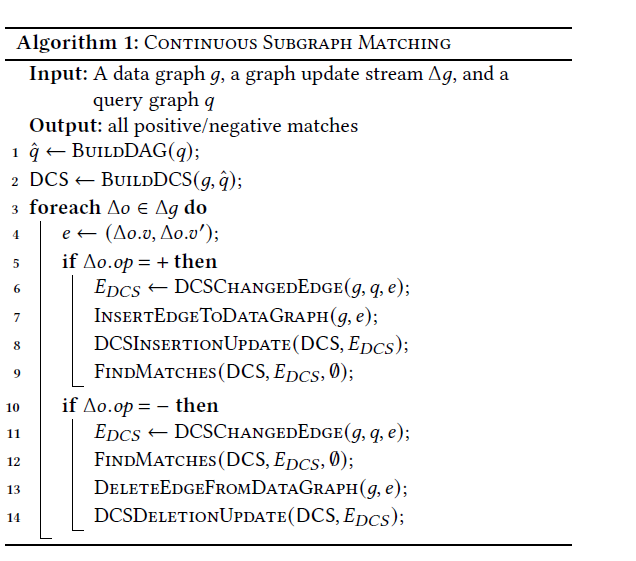 Algorithm 1: CONTINUOUS SUBGRAPH MATCHING
Input: A data graph g, a graph update stream Δg, and a
query graph q
Output: all positive/negative matches
1 q̂ ← BUILDDAG(q);
2 DCS ← BUILDDCS(g, q̂);
3 foreach Δo ∈ Δg do
4 e ← (Δo.v, Δo.v′);
5 if Δo.op = + then
6 E_DCS ← DCSCHANGEDEDGE(g, q, e);
7 INSERTEDGETODATAGRAPH(g, e);
8 DCSINSERTIONUPDATE(DCS, E_DCS);
9 FINDMATCHES(DCS, E_DCS, ∅);
10 if Δo.op = − then
11 E_DCS ← DCSCHANGEDEDGE(g, q, e);
12 FINDMATCHES(DCS, E_DCS, ∅);
13 DELETEEDGEFROMDATAGRAPH(g, e);
14 DCSDELETIONUPDATE(DCS, E_DCS);